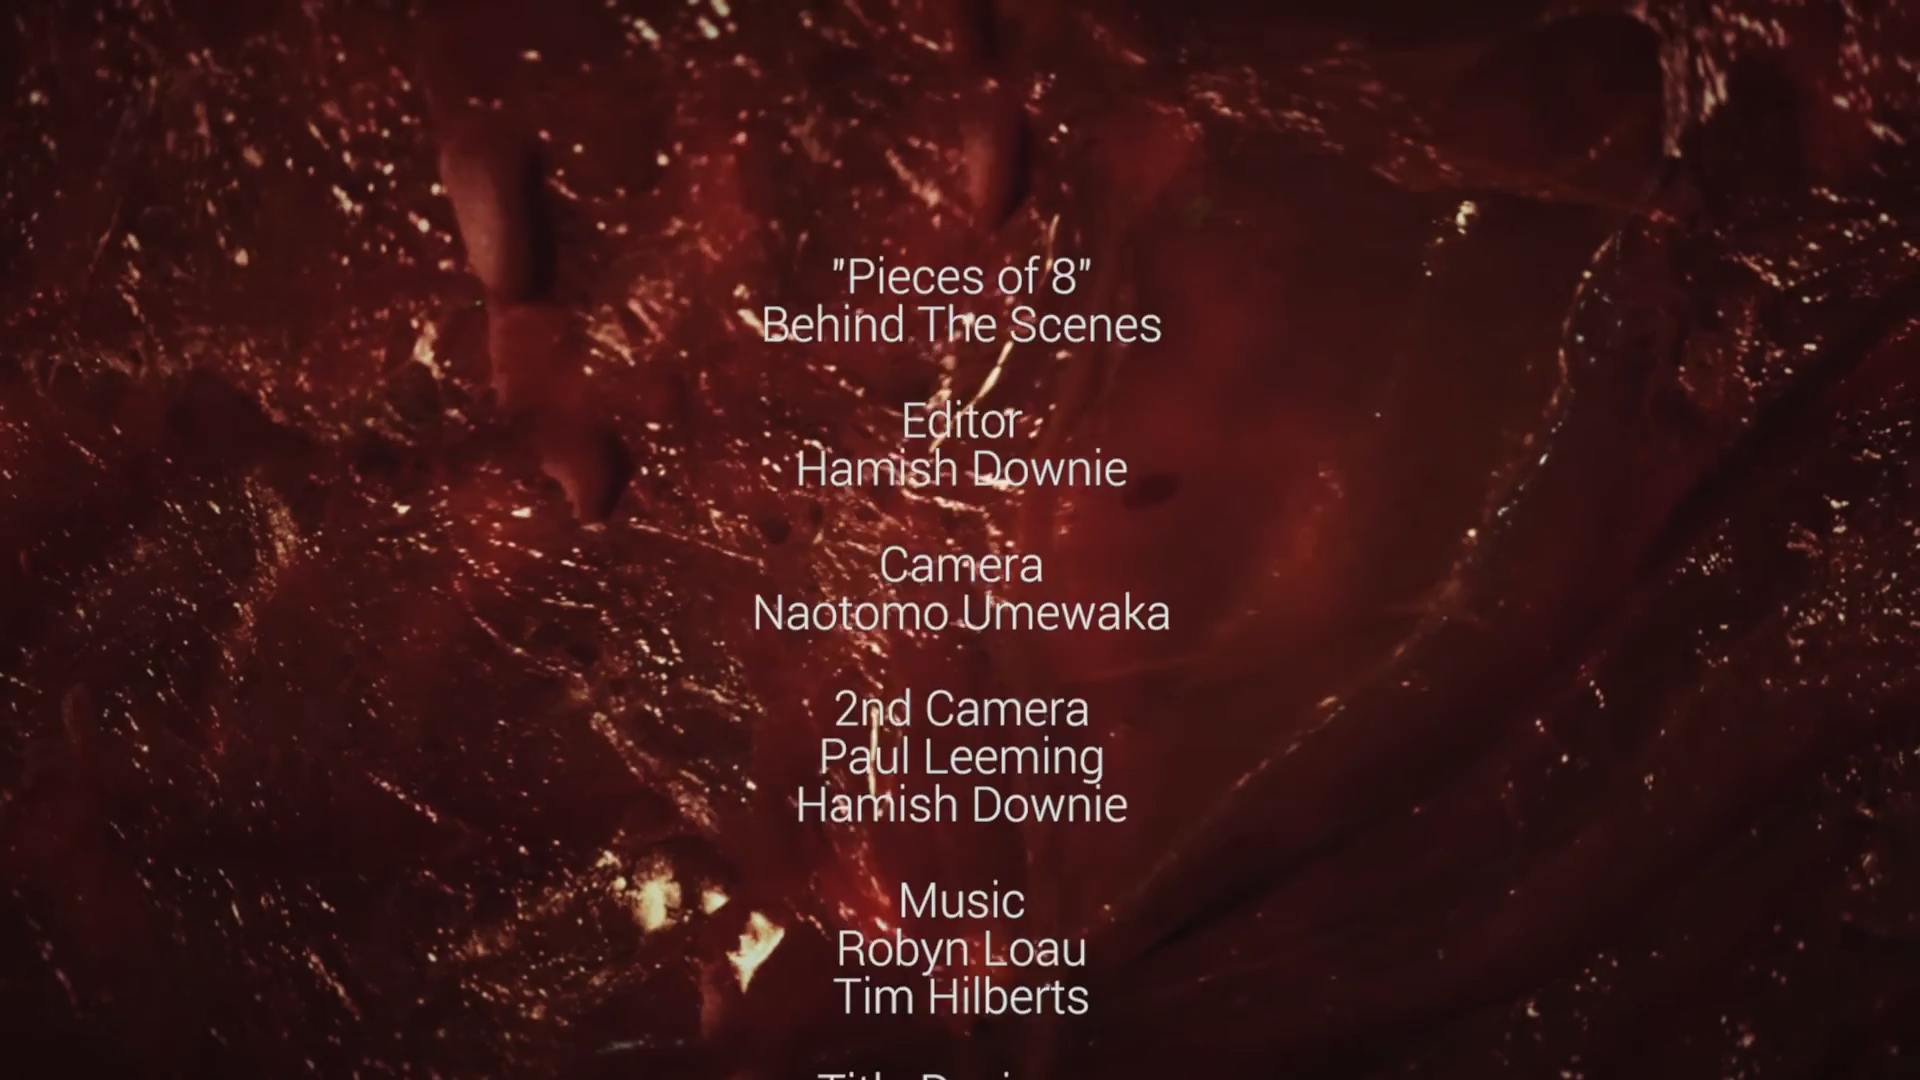 "Pieces of 8"
Behind The Scenes
Editor
Hamish Downie
Camera
Naotomo Umewaka
2nd Camera
Paul Leeming
Hamish Downie
Music
Robyn Loau
Tim Hilberts